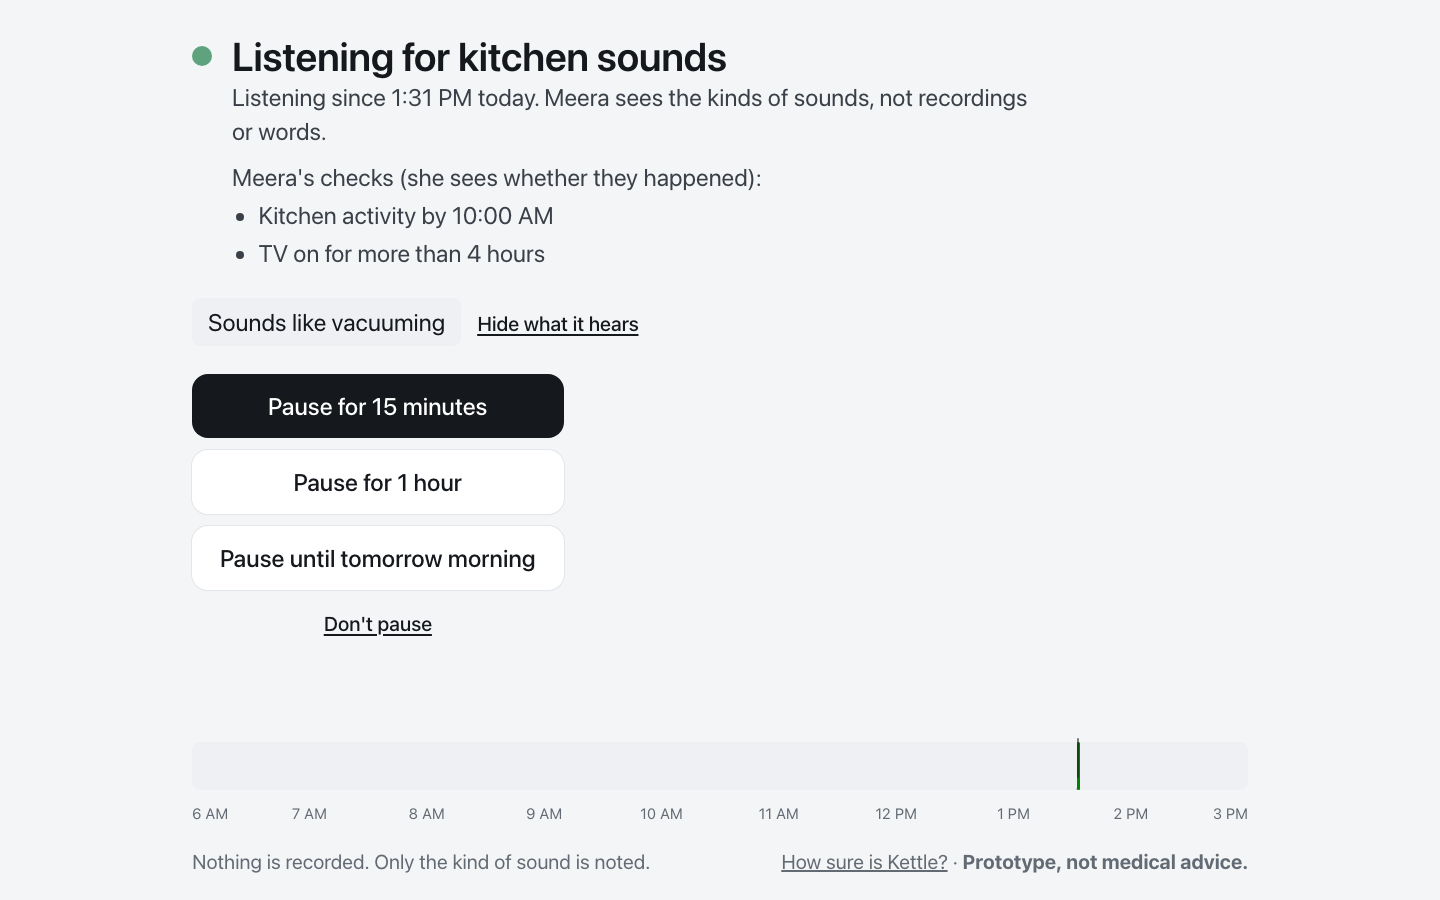 Listening for kitchen sounds
Listening since 1:31 PM today. Meera sees the kinds of sounds, not recordings
or words.
Meera's checks (she sees whether they happened):
• Kitchen activity by 10:00 AM
• TV on for more than 4 hours
Sounds like vacuuming Hide what it hears
Pause for 15 minutes
Pause for 1 hour
Pause until tomorrow morning
Don't pause
6 AM 7 AM 8 AM 9 AM 10 AM 11 AM 12 PM 1 PM 2 PM 3 PM
Nothing is recorded. Only the kind of sound is noted. How sure is Kettle? · Prototype, not medical advice.